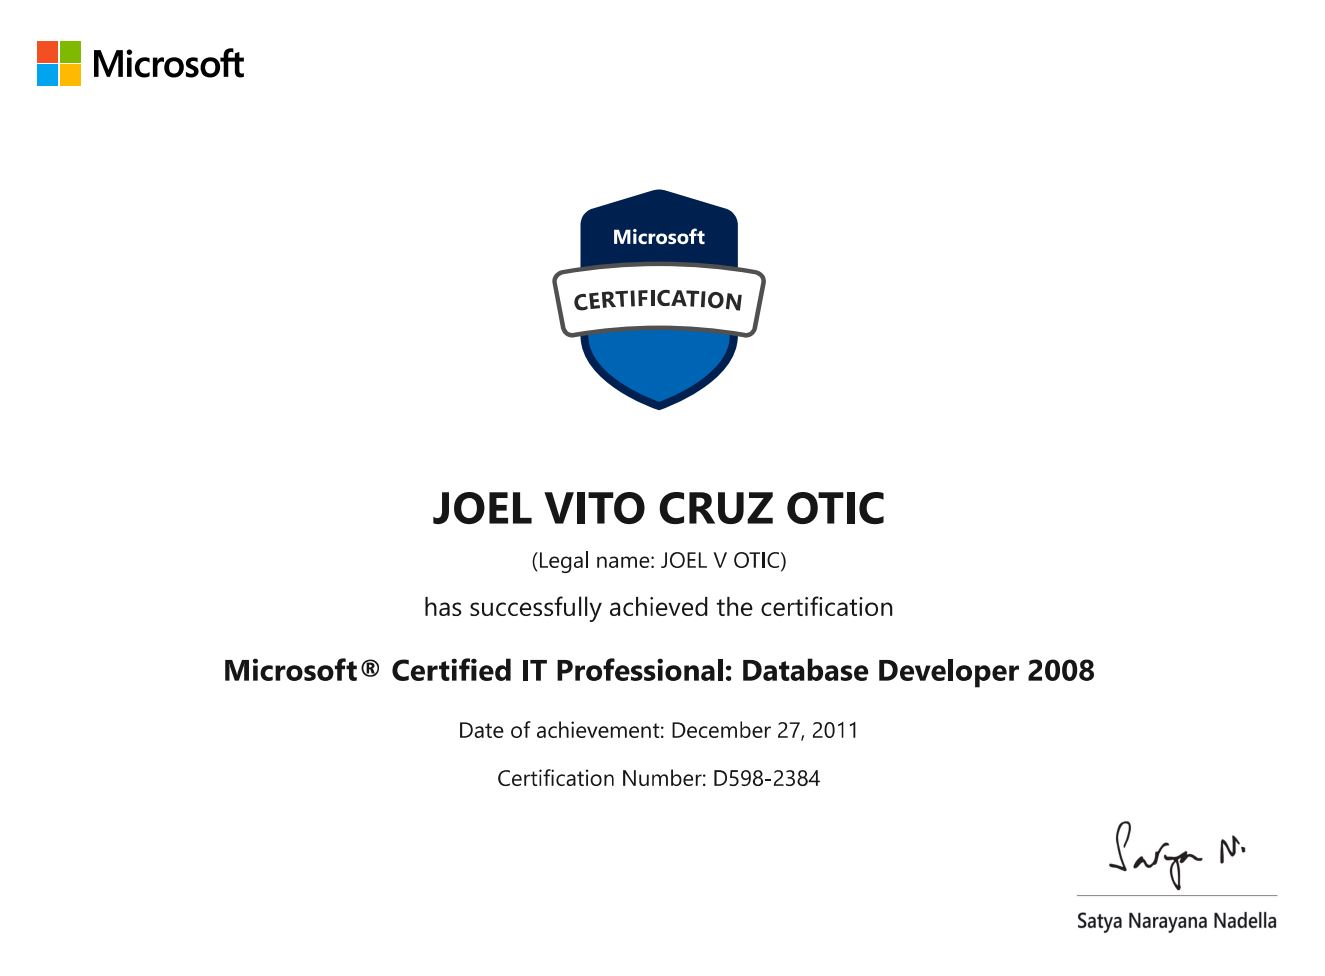 Microsoft
Microsoft
CERTIFICATION
JOEL VITO CRUZ OTIC
(Legal name: JOEL V OTIC)
has successfully achieved the certification
Microsoft® Certified IT Professional: Database Developer 2008
Date of achievement: December 27, 2011
Certification Number: D598-2384
Satya N.
Satya Narayana Nadella